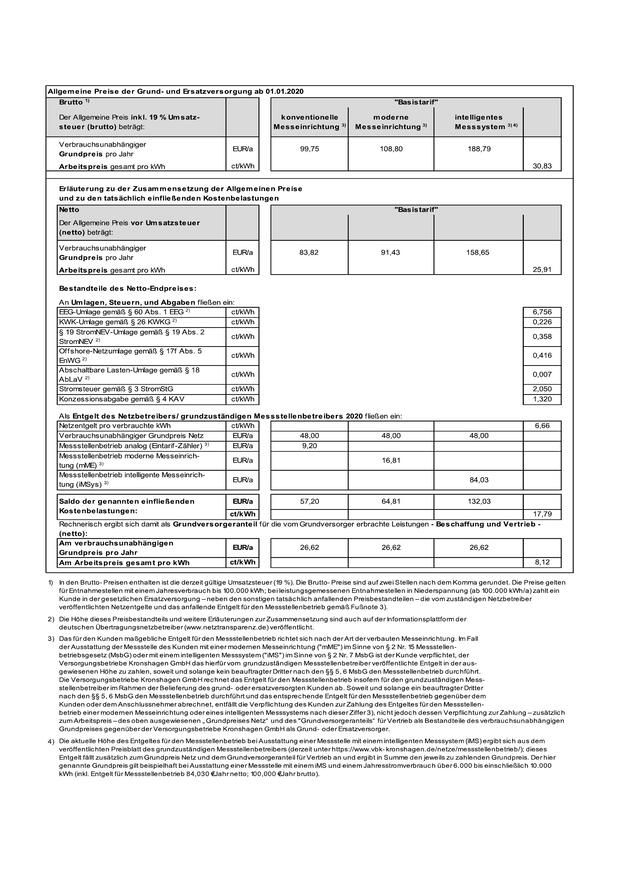 Allgemeine Preise der Grund- und Ersatzversorgung ab 01.01.2020
Brutto 1) "Basistarif"
Der Allgemeine Preis inkl. 19 % Umsatz-
steuer (brutto) beträgt:
konventionelle Messeinrichtung 3) moderne Messeinrichtung 3) intelligentes Messsystem 3) 4)
Verbrauchsunabhängiger
Grundpreis pro Jahr EUR/a 99,75 108,80 188,79
Arbeitspreis gesamt pro kWh ct/kWh 30,83
Erläuterung zu der Zusammensetzung der Allgemeinen Preise
und zu den tatsächlich einfließenden Kostenbelastungen
Netto "Basistarif"
Der Allgemeine Preis vor Umsatzsteuer
(netto) beträgt:
Verbrauchsunabhängiger
Grundpreis pro Jahr EUR/a 83,82 91,43 158,65
Arbeitspreis gesamt pro kWh ct/kWh 25,91
Bestandteile des Netto-Endpreises:
An Umlagen, Steuern, und Abgaben fließen ein:
EEG-Umlage gemäß § 60 Abs. 1 EEG 2) ct/kWh 6,756
KWK-Umlage gemäß § 26 KWKG 2) ct/kWh 0,226
§ 19 StromNEV-Umlage gemäß § 19 Abs. 2
StromNEV 2) ct/kWh 0,358
Offshore-Netzumlage gemäß § 17f Abs. 5
EnWG 2) ct/kWh 0,416
Abschaltbare Lasten-Umlage gemäß § 18
AbLaV 2) ct/kWh 0,007
Stromsteuer gemäß § 3 StromStG ct/kWh 2,050
Konzessionsabgabe gemäß § 4 KAV ct/kWh 1,320
Als Entgelt des Netzbetreibers/ grundzuständigen Messstellenbetreibers 2020 fließen ein:
Netzentgelt pro verbrauchte kWh ct/kWh 6,66
Verbrauchsunabhängiger Grundpreis Netz EUR/a 48,00 48,00 48,00
Messstellenbetrieb analog (Eintarif-Zähler) 3) EUR/a 9,20
Messstellenbetrieb moderne Messeinrich-
tung (mME) 3) EUR/a 16,81
Messstellenbetrieb intelligente Messeinrich-
tung (iMSys) 3) EUR/a 84,03
Saldo der genannten einfließenden
Kostenbelastungen: EUR/a 57,20 64,81 132,03
ct/kWh 17,79
Rechnerisch ergibt sich damit als Grundversorgeranteil für die vom Grundversorger erbrachte Leistungen - Beschaffung und Vertrieb -
(netto):
Am verbrauchsunabhängigen
Grundpreis pro Jahr EUR/a 26,62 26,62 26,62
Am Arbeitspreis gesamt pro kWh ct/kWh 8,12
1) In den Brutto- Preisen enthalten ist die derzeit gültige Umsatzsteuer (19 %). Die Brutto- Preise sind auf zwei Stellen nach dem Komma gerundet. Die Preise gelten
für Entnahmestellen mit einem Jahresverbrauch bis 100.000 kWh; bei leistungsgemessenen Entnahmestellen in Niederspannung (ab 100.000 kWh/a) zahlt ein
Kunde in der gesetzlichen Ersatzversorgung – neben den sonstigen tatsächlich anfallenden Preisbestandteilen – die vom zuständigen Netzbetreiber
veröffentlichten Netzentgelte und das anfallende Entgelt für den Messstellenbetrieb gemäß Fußnote 3).
2) Die Höhe dieses Preisbestandteils und weitere Erläuterungen zur Zusammensetzung sind auch auf der Informationsplattform der
deutschen Übertragungsnetzbetreiber (www.netztransparenz.de) veröffentlicht.
3) Das für den Kunden maßgebliche Entgelt für den Messstellenbetrieb richtet sich nach der Art der verbauten Messeinrichtung. Im Fall
der Ausstattung der Messstelle des Kunden mit einer modernen Messeinrichtung ("mME") im Sinne von § 2 Nr. 15 Messstellen-
betriebsgesetz (MsbG) oder mit einem intelligenten Messsystem ("iMS") im Sinne von § 2 Nr. 7 MsbG ist der Kunde verpflichtet, der
Versorgungsbetriebe Kronshagen GmbH das hierfür vom grundzuständigen Messstellenbetreiber veröffentlichte Entgelt in der aus-
gewiesenen Höhe zu zahlen, soweit und solange kein beauftragter Dritter nach den §§ 5, 6 MsbG den Messstellenbetrieb durchführt.
Die Versorgungsbetriebe Kronshagen GmbH rechnet das Entgelt für den Messstellenbetrieb insofern für den grundzuständigen Mess-
stellenbetreiber im Rahmen der Belieferung des grund- oder ersatzversorgten Kunden ab. Soweit und solange ein beauftragter Dritter
nach den §§ 5, 6 MsbG den Messstellenbetrieb durchführt und das entsprechende Entgelt für den Messstellenbetrieb gegenüber dem
Kunden oder dem Anschlussnehmer abrechnet, entfällt die Verpflichtung des Kunden zur Zahlung des Entgeltes für den Messstellen-
betrieb einer modernen Messeinrichtung oder eines intelligenten Messsystems nach dieser Ziffer 3), nicht jedoch dessen Verpflichtung zur Zahlung – zusätzlich
zum Arbeitspreis – des oben ausgewiesenen „Grundpreises Netz“ und des "Grundversorgeranteils" für Vertrieb als Bestandteile des verbrauchsunabhängigen
Grundpreises gegenüber der Versorgungsbetriebe Kronshagen GmbH als Grund- oder Ersatzversorger.
4) Die aktuelle Höhe des Entgeltes für den Messstellenbetrieb bei Ausstattung einer Messstelle mit einem intelligenten Messsystem (iMS) ergibt sich aus dem
veröffentlichten Preisblatt des grundzuständigen Messstellenbetreibers (derzeit unter https://www.vbk-kronshagen.de/netze/messstellenbetrieb/); dieses
Entgelt fällt zusätzlich zum Grundpreis Netz und dem Grundversorgeranteil für Vertrieb an und ergibt in Summe den jeweils zu zahlenden Grundpreis. Der hier
genannte Grundpreis gilt beispielhaft bei Ausstattung einer Messstelle mit einem iMS und einem Jahresstromverbrauch über 6.000 bis einschließlich 10.000
kWh (inkl. Entgelt für Messstellenbetrieb 84,030 €/Jahr netto; 100,000 €/Jahr brutto).